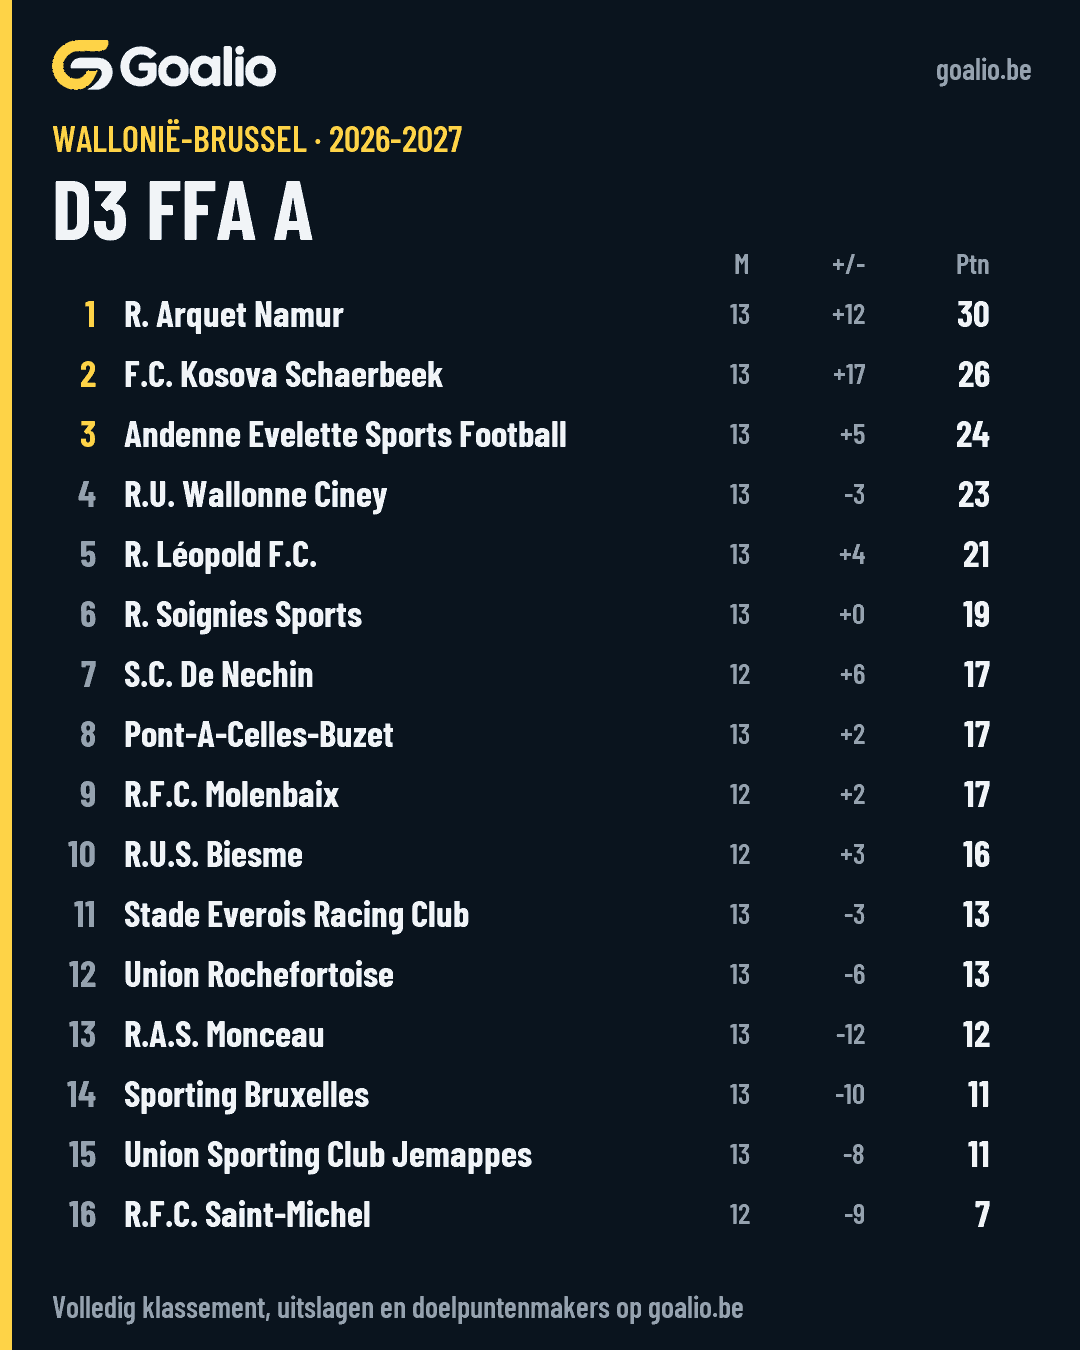 Goalio
goalio.be
WALLONIË-BRUSSEL · 2026-2027
D3 FFA A
M +/- Ptn
1 R. Arquet Namur 13 +12 30
2 F.C. Kosova Schaerbeek 13 +17 26
3 Andenne Evelette Sports Football 13 +5 24
4 R.U. Wallonne Ciney 13 -3 23
5 R. Léopold F.C. 13 +4 21
6 R. Soignies Sports 13 +0 19
7 S.C. De Nechin 12 +6 17
8 Pont-A-Celles-Buzet 13 +2 17
9 R.F.C. Molenbaix 12 +2 17
10 R.U.S. Biesme 12 +3 16
11 Stade Everois Racing Club 13 -3 13
12 Union Rochefortoise 13 -6 13
13 R.A.S. Monceau 13 -12 12
14 Sporting Bruxelles 13 -10 11
15 Union Sporting Club Jemappes 13 -8 11
16 R.F.C. Saint-Michel 12 -9 7
Volledig klassement, uitslagen en doelpuntenmakers op goalio.be